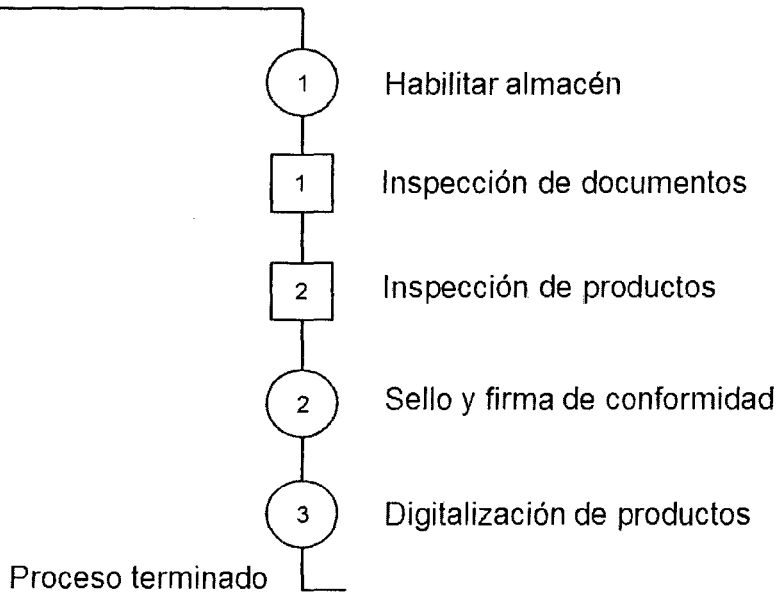 1 Habilitar almacén
1 Inspección de documentos
2 Inspección de productos
2 Sello y firma de conformidad
3 Digitalización de productos
Proceso terminado